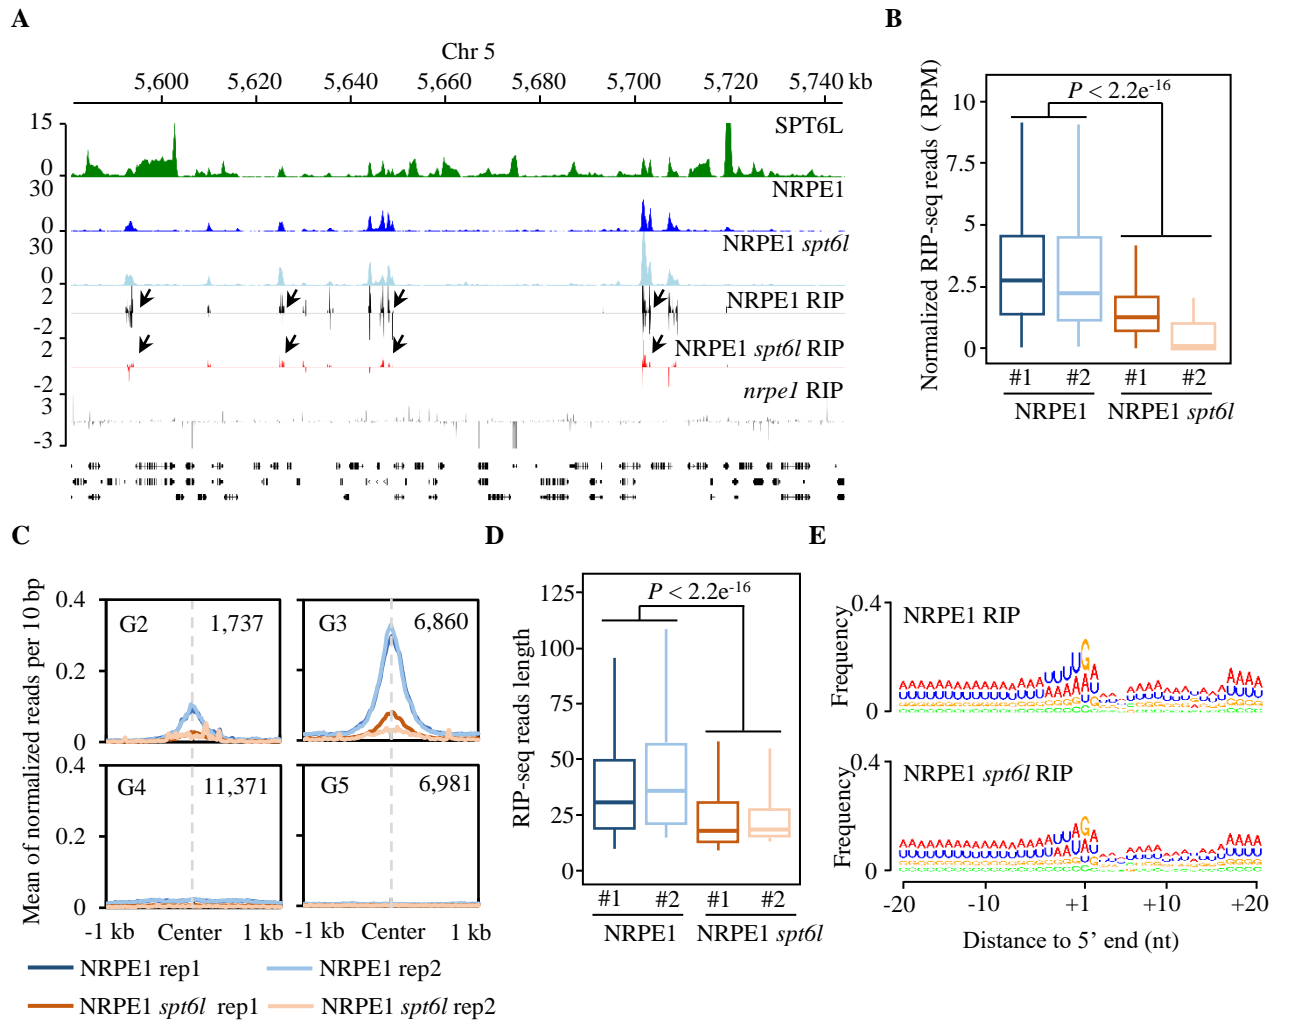 A
Chr 5
5,600 5,620 5,640 5,660 5,680 5,700 5,720 5,740 kb
15
SPT6L
0
30
NRPE1
0
30
NRPE1 spt6l
0
2
NRPE1 RIP
-2
2
NRPE1 spt6l RIP
-2
3
nrpe1 RIP
-3
B
Normalized RIP-seq reads ( RPM)
P < 2.2e-16
10
7.5
5
2.5
0
#1 #2 #1 #2
NRPE1 NRPE1 spt6l
C
Mean of normalized reads per 10 bp
0.4
0.2
0
G2 1,737
G3 6,860
0.4
0.2
0
G4 11,371
G5 6,981
-1 kb Center 1 kb -1 kb Center 1 kb
NRPE1 rep1 NRPE1 rep2
NRPE1 spt6l rep1 NRPE1 spt6l rep2
D
RIP-seq reads length
P < 2.2e-16
125
100
75
50
25
0
#1 #2 #1 #2
NRPE1 NRPE1 spt6l
E
Frequency
0.4
0
NRPE1 RIP
Frequency
0.4
0
NRPE1 spt6l RIP
-20 -10 +1 +10 +20
Distance to 5’ end (nt)